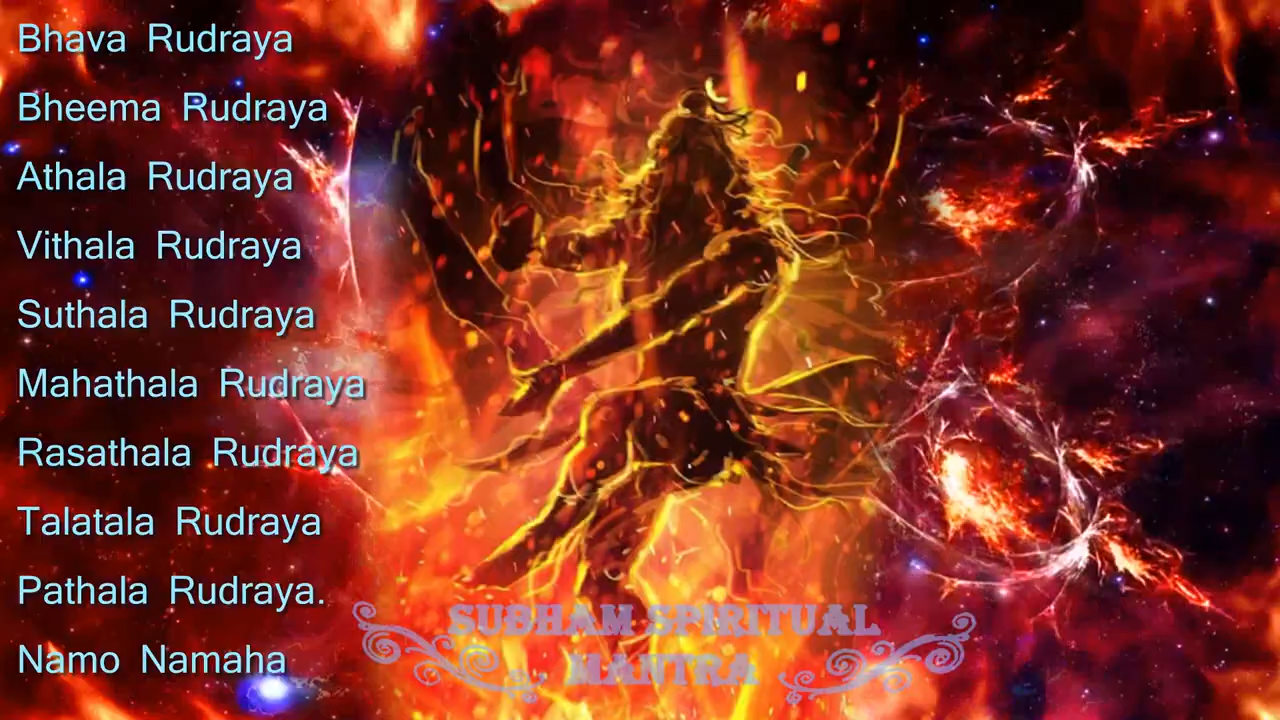 Bhava Rudraya
Bheema Rudraya
Athala Rudraya
Vithala Rudraya
Suthala Rudraya
Mahathala Rudraya
Rasathala Rudraya
Talatala Rudraya
Pathala Rudraya.
Namo Namaha
SUBHAM SPIRITUAL
MANTRA